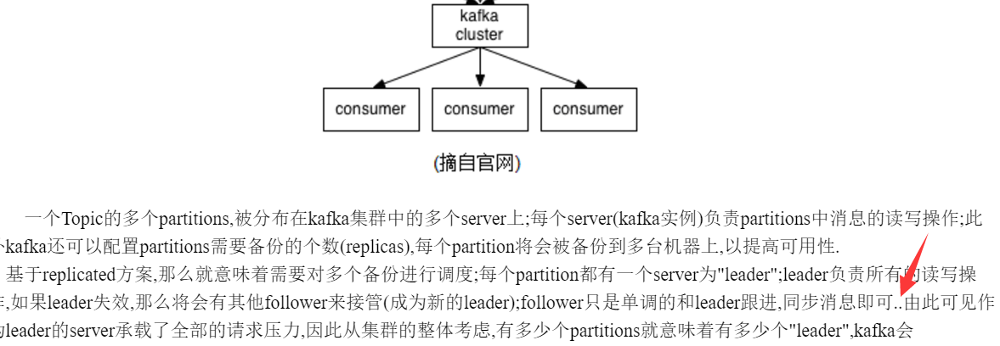 kafka
cluster
consumer consumer consumer
(摘自官网)
一个Topic的多个partitions,被分布在kafka集群中的多个server上;每个server(kafka实例)负责partitions中消息的读写操作;此
kafka还可以配置partitions需要备份的个数(replicas),每个partition将会被备份到多台机器上,以提高可用性.
基于replicated方案,那么就意味着需要对多个备份进行调度;每个partition都有一个server为"leader";leader负责所有的读写操
,如果leader失效,那么将会有其他follower来接管(成为新的leader);follower只是单调的和leader跟进,同步消息即可..由此可见作
leader的server承载了全部的请求压力,因此从集群的整体考虑,有多少个partitions就意味着有多少个"leader",kafka会